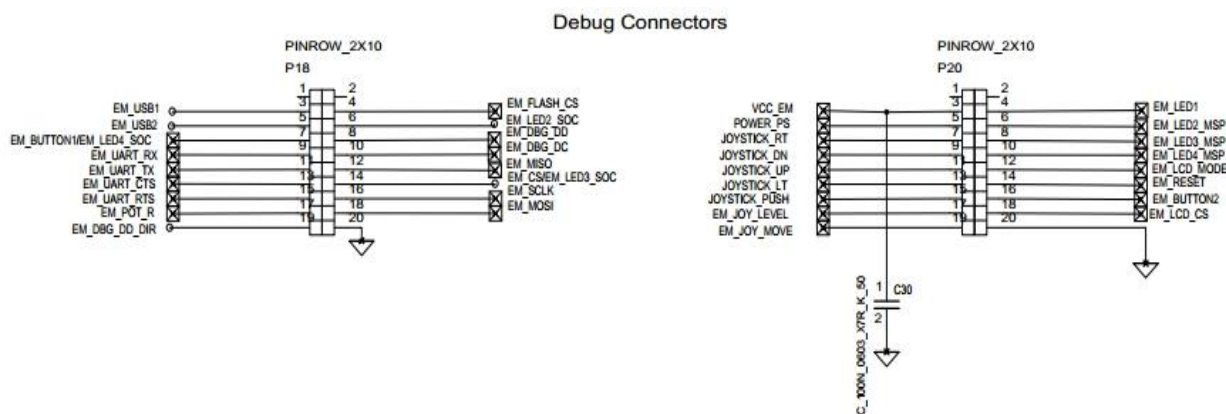 Debug Connectors
PINROW_2X10
P18
1 2
3 4
EM_USB1
EM_FLASH_CS
5 6
EM_USB2
EM_LED2_SOC
7 8
EM_BUTTON1/EM_LED4_SOC
EM_DBG_DD
9 10
EM_UART_RX
EM_DBG_DC
11 12
EM_UART_TX
EM_MISO
13 14
EM_UART_CTS
EM_CS/EM_LED3_SOC
15 16
EM_UART_RTS
EM_SCLK
17 18
EM_POT_R
EM_MOSI
19 20
EM_DBG_DD_DIR
PINROW_2X10
P20
1 2
3 4
VCC_EM
EM_LED1
5 6
POWER_PS
EM_LED2_MSP
7 8
JOYSTICK_RT
EM_LED3_MSP
9 10
JOYSTICK_DN
EM_LED4_MSP
11 12
JOYSTICK_UP
EM_LCD_MODE
13 14
JOYSTICK_LT
EM_RESET
15 16
JOYSTICK_PUSH
EM_BUTTON2
17 18
EM_JOY_LEVEL
EM_LCD_CS
19 20
EM_JOY_MOVE
1 C30
2
C_100N_0603_X7R_K_50